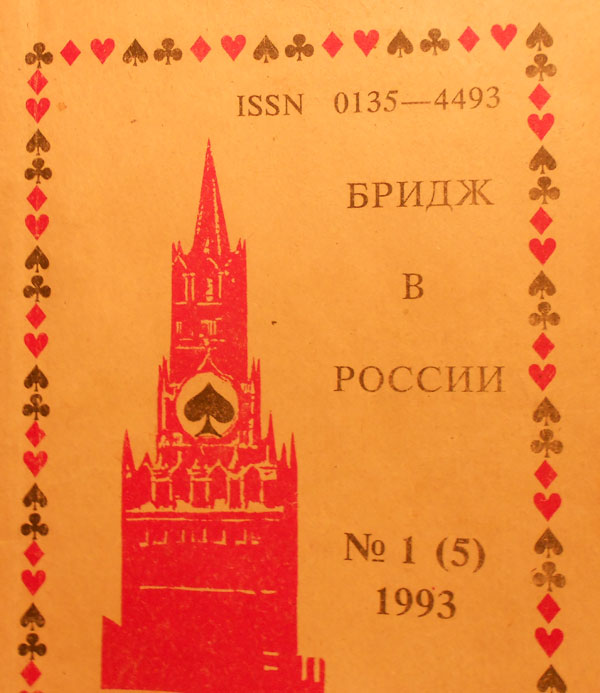 ISSN 0135—4493
БРИДЖ
В
РОССИИ
№ 1 (5)
1993